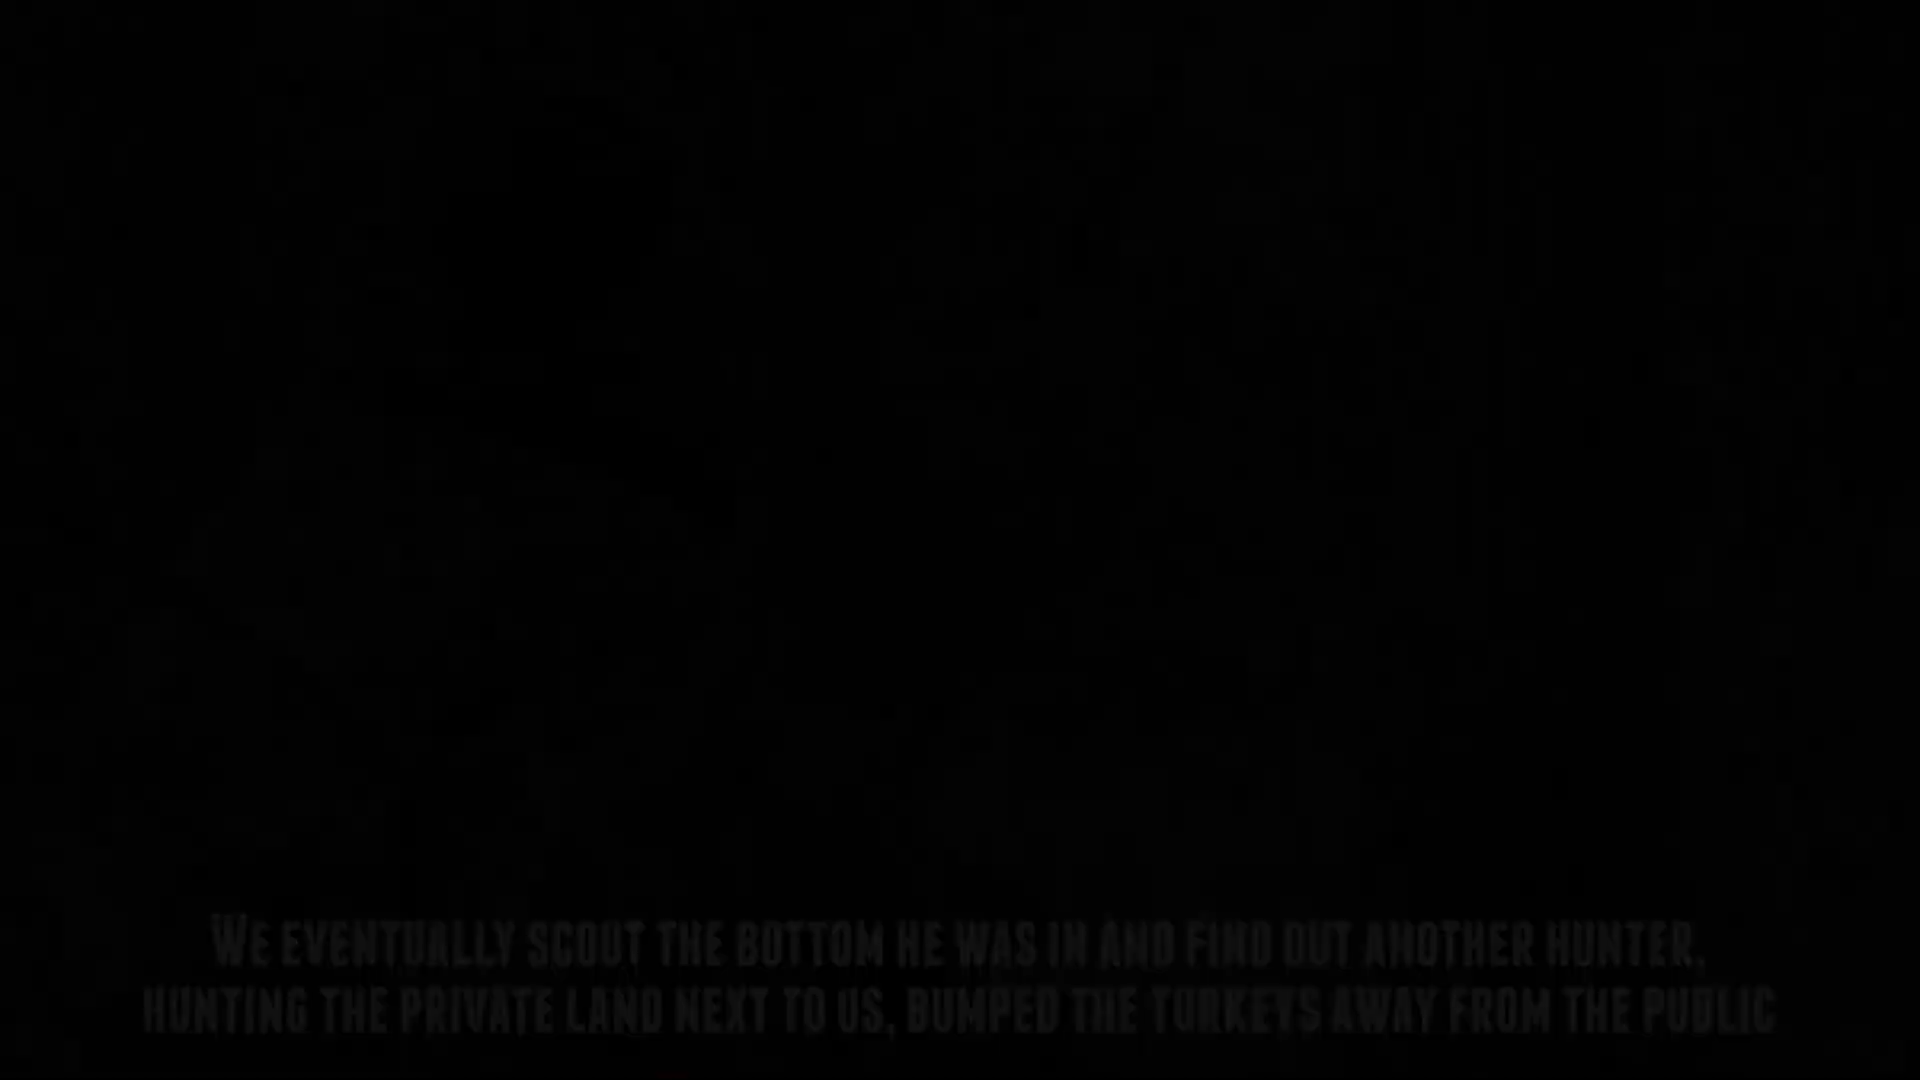 We eventually scout the bottom he was in and find out another hunter,
hunting the private land next to us, bumped the turkeys away from the public